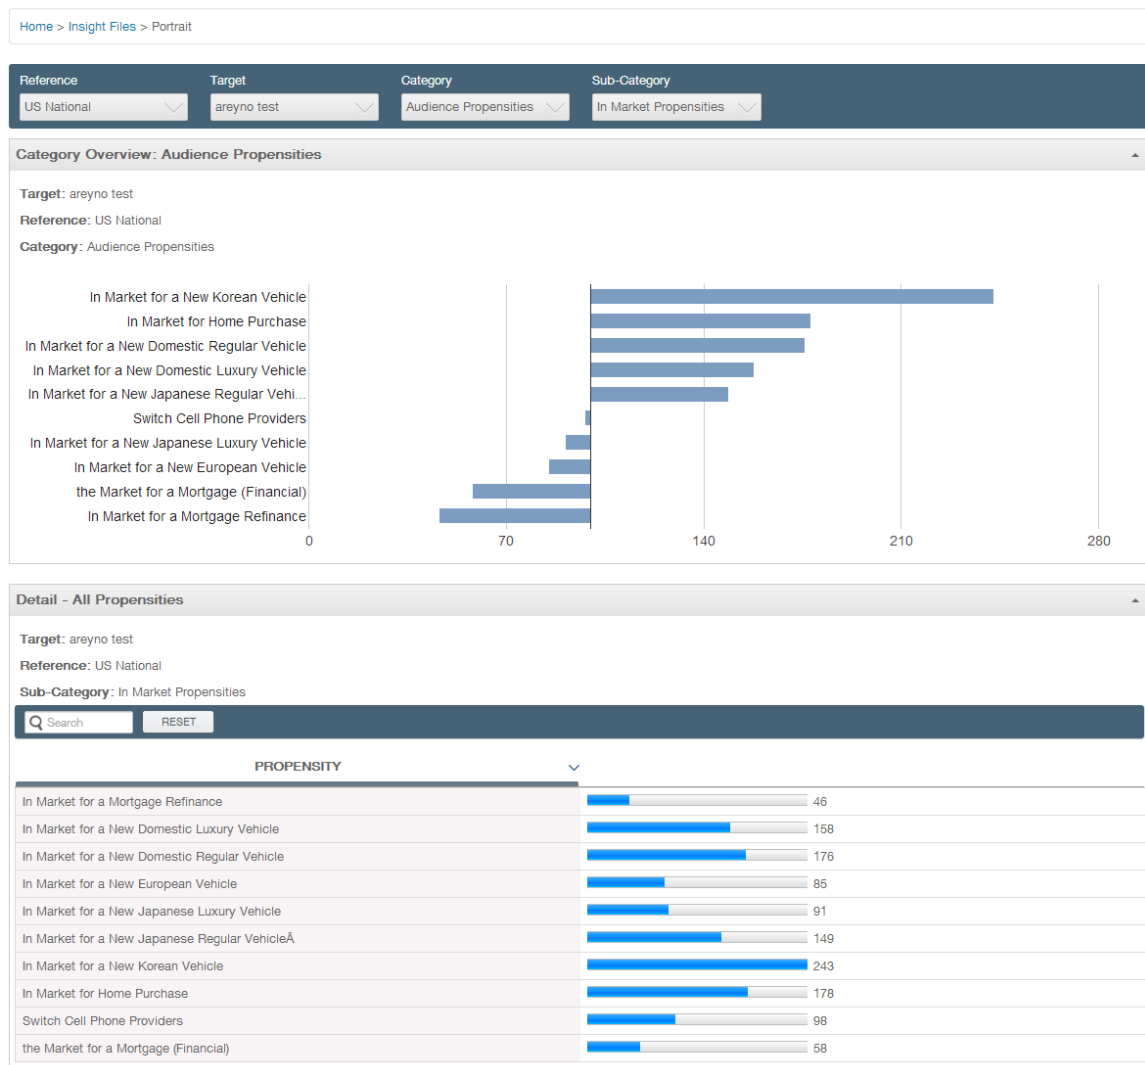 Home > Insight Files > Portrait
Reference Target Category Sub-Category
US National areyno test Audience Propensities In Market Propensities
Category Overview: Audience Propensities
Target: areyno test
Reference: US National
Category: Audience Propensities
In Market for a New Korean Vehicle
In Market for Home Purchase
In Market for a New Domestic Regular Vehicle
In Market for a New Domestic Luxury Vehicle
In Market for a New Japanese Regular Vehi...
Switch Cell Phone Providers
In Market for a New Japanese Luxury Vehicle
In Market for a New European Vehicle
the Market for a Mortgage (Financial)
In Market for a Mortgage Refinance
0 70 140 210 280
Detail - All Propensities
Target: areyno test
Reference: US National
Sub-Category: In Market Propensities
Search RESET
PROPENSITY
In Market for a Mortgage Refinance 46
In Market for a New Domestic Luxury Vehicle 158
In Market for a New Domestic Regular Vehicle 176
In Market for a New European Vehicle 85
In Market for a New Japanese Luxury Vehicle 91
In Market for a New Japanese Regular VehicleÂ 149
In Market for a New Korean Vehicle 243
In Market for Home Purchase 178
Switch Cell Phone Providers 98
the Market for a Mortgage (Financial) 58